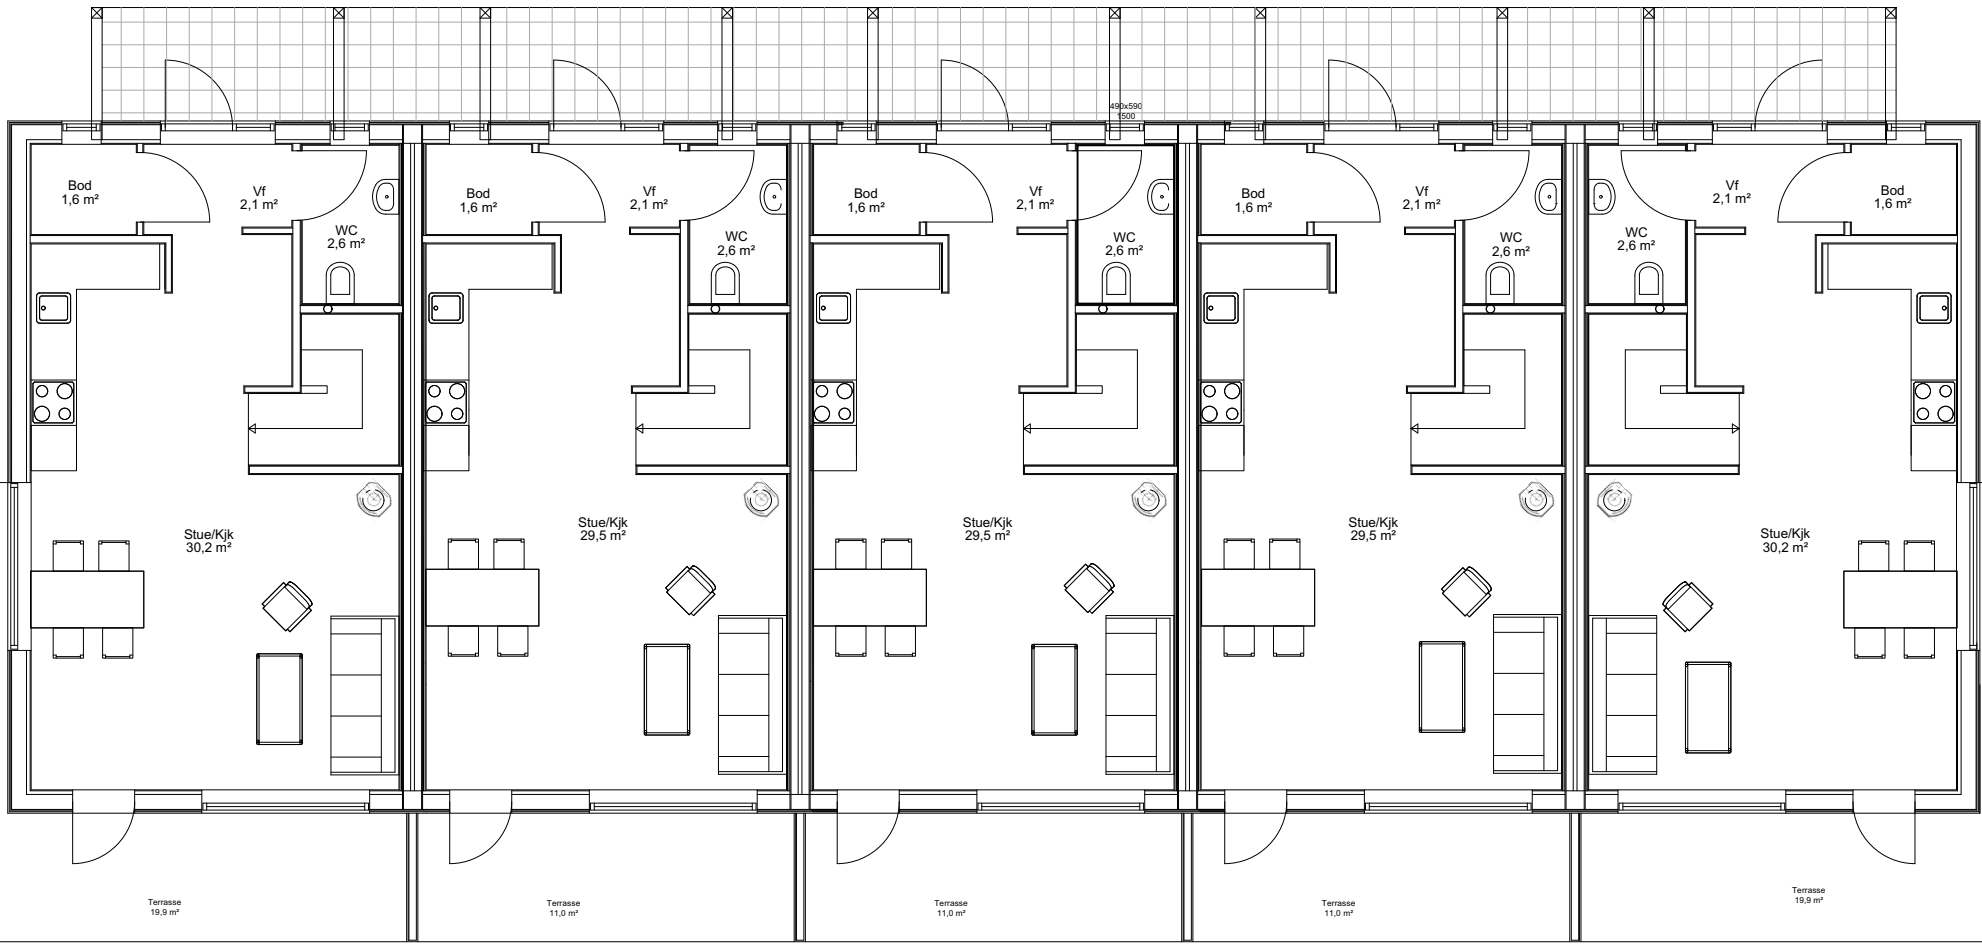 490x590
1500
Bod
1,6 m²
Vf
2,1 m²
WC
2,6 m²
Bod
1,6 m²
Vf
2,1 m²
WC
2,6 m²
Bod
1,6 m²
Vf
2,1 m²
WC
2,6 m²
Bod
1,6 m²
Vf
2,1 m²
WC
2,6 m²
WC
2,6 m²
Vf
2,1 m²
Bod
1,6 m²
Stue/Kjk
30,2 m²
Stue/Kjk
29,5 m²
Stue/Kjk
29,5 m²
Stue/Kjk
29,5 m²
Stue/Kjk
30,2 m²
Terrasse
19,9 m²
Terrasse
11,0 m²
Terrasse
11,0 m²
Terrasse
11,0 m²
Terrasse
19,9 m²